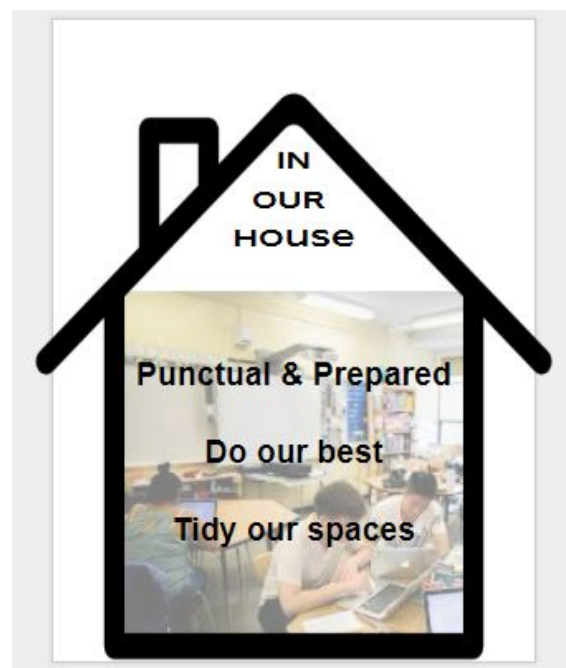 IN
OUR
House
Punctual & Prepared
Do our best
Tidy our spaces